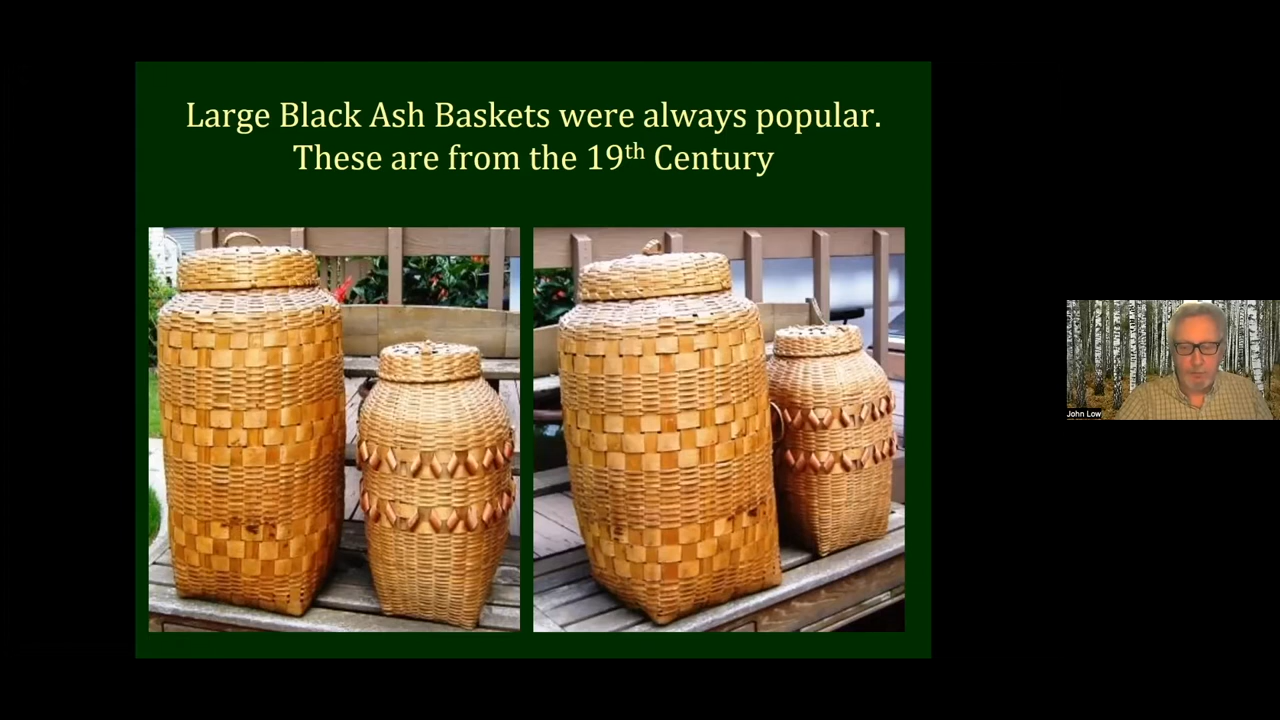 Large Black Ash Baskets were always popular.
These are from the 19th Century
John Low